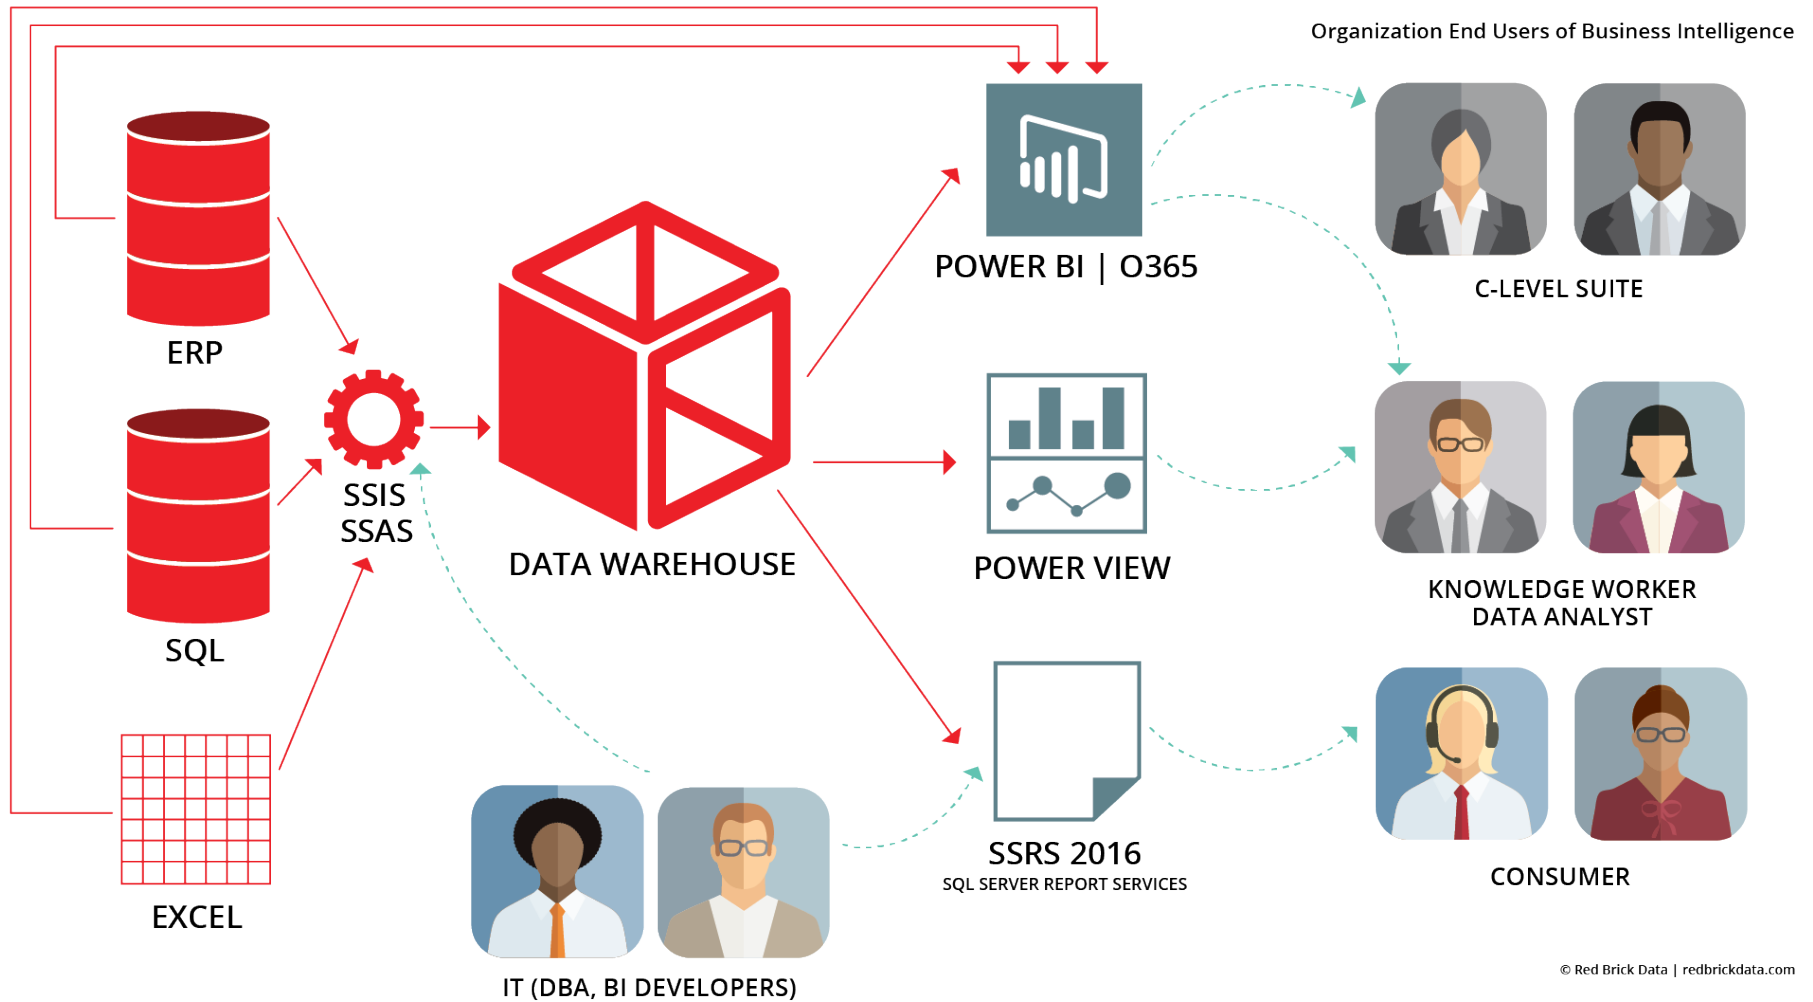 Organization End Users of Business Intelligence
ERP
SQL
EXCEL
SSIS
SSAS
DATA WAREHOUSE
POWER BI | O365
POWER VIEW
SSRS 2016
SQL SERVER REPORT SERVICES
IT (DBA, BI DEVELOPERS)
C-LEVEL SUITE
KNOWLEDGE WORKER
DATA ANALYST
CONSUMER
© Red Brick Data | redbrickdata.com